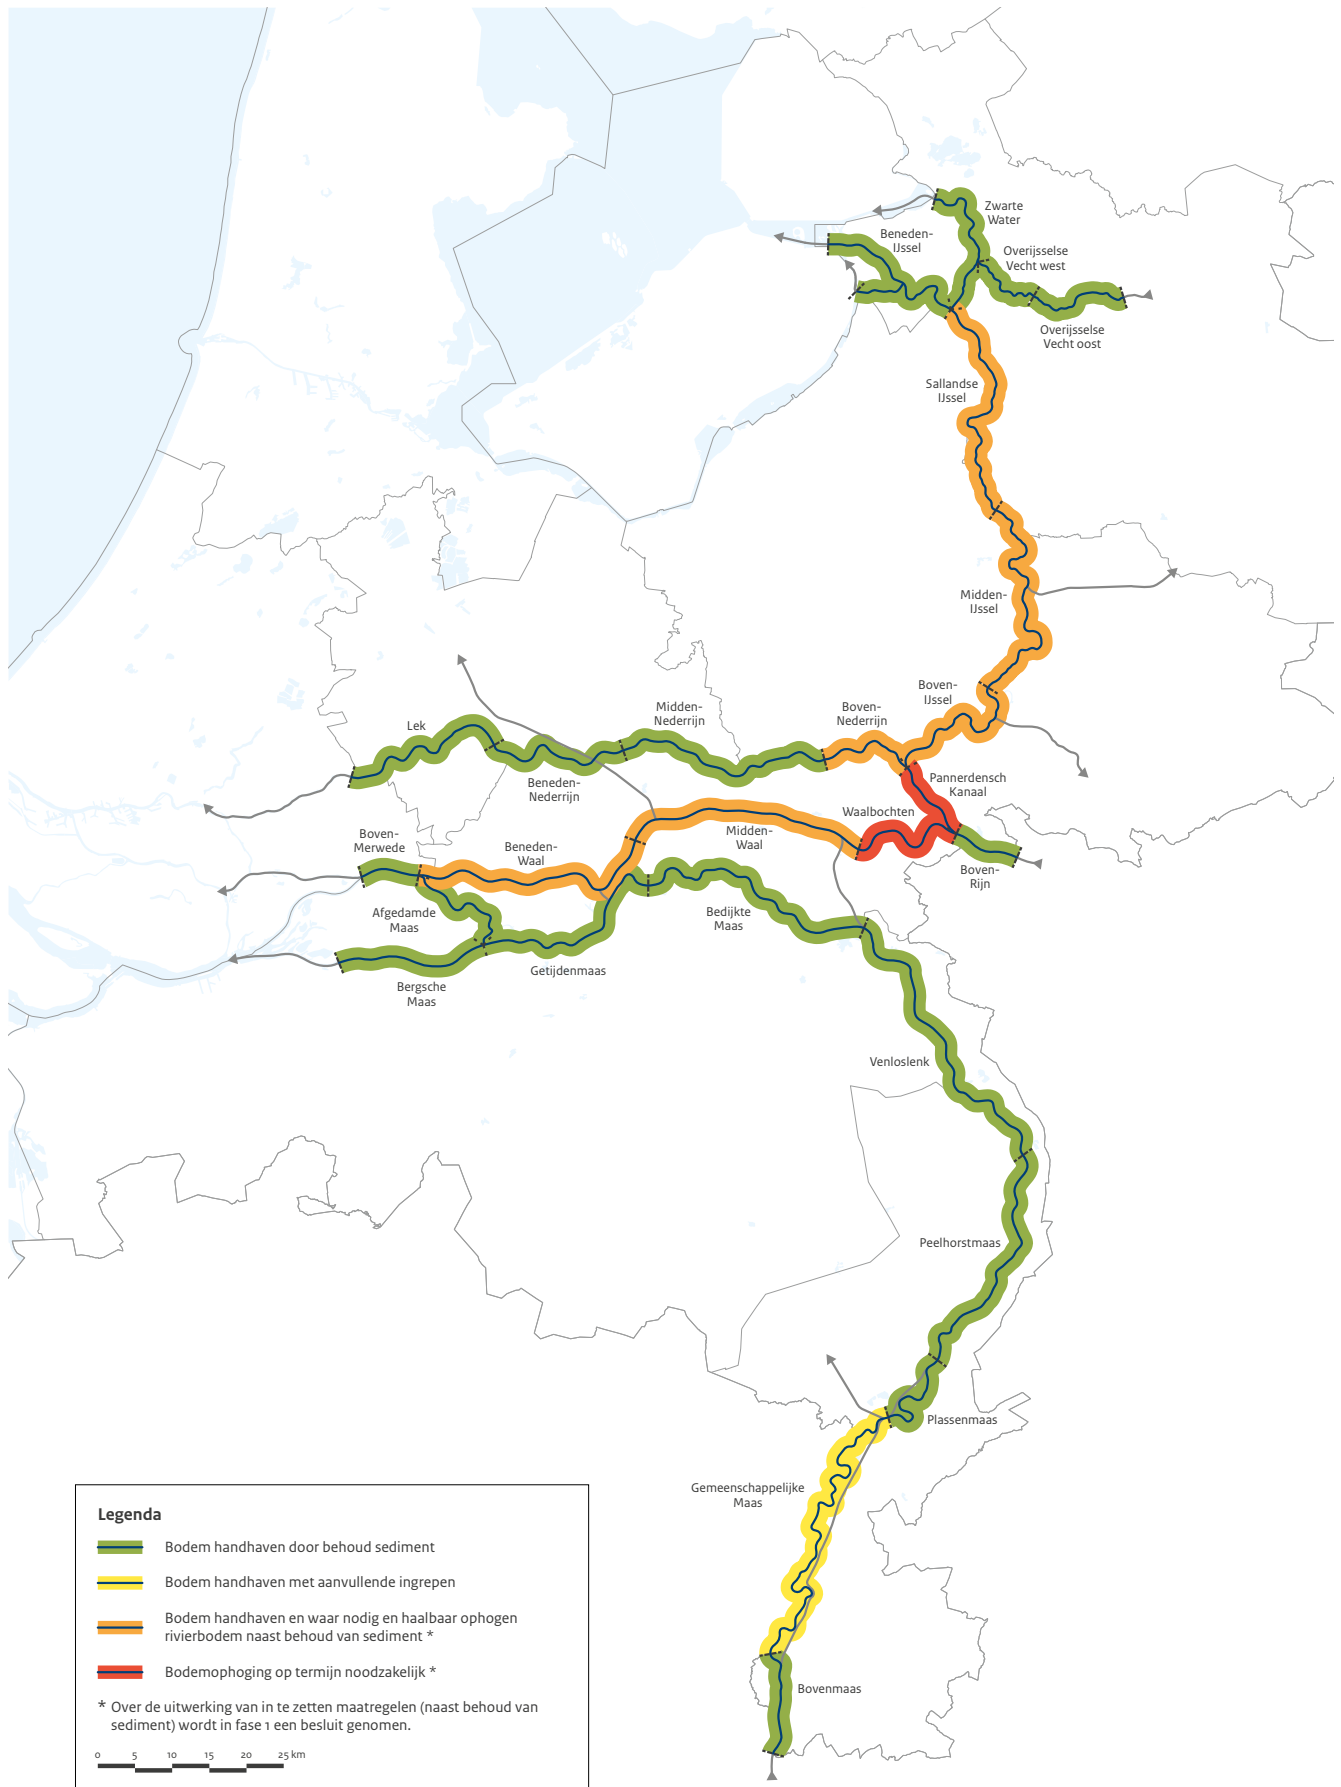 Zwarte
Water
Beneden-
IJssel
Overijsselse
Vecht west
Overijsselse
Vecht oost
Sallandse
IJssel
Midden-
IJssel
Boven-
IJssel
Midden-
Nederrijn
Boven-
Nederrijn
Lek
Beneden-
Nederrijn
Pannerdensch
Kanaal
Waalbochten
Midden-
Waal
Boven-
Merwede
Beneden-
Waal
Boven-
Rijn
Afgedamde
Maas
Bedijkte
Maas
Getijdenmaas
Bergsche
Maas
Venloslenk
Peelhorstmaas
Plassenmaas
Gemeenschappelijke
Maas
Bovenmaas
Legenda
Bodem handhaven door behoud sediment
Bodem handhaven met aanvullende ingrepen
Bodem handhaven en waar nodig en haalbaar ophogen
rivierbodem naast behoud van sediment *
Bodemophoging op termijn noodzakelijk *
* Over de uitwerking van in te zetten maatregelen (naast behoud van
sediment) wordt in fase 1 een besluit genomen.
0 5 10 15 20 25 km